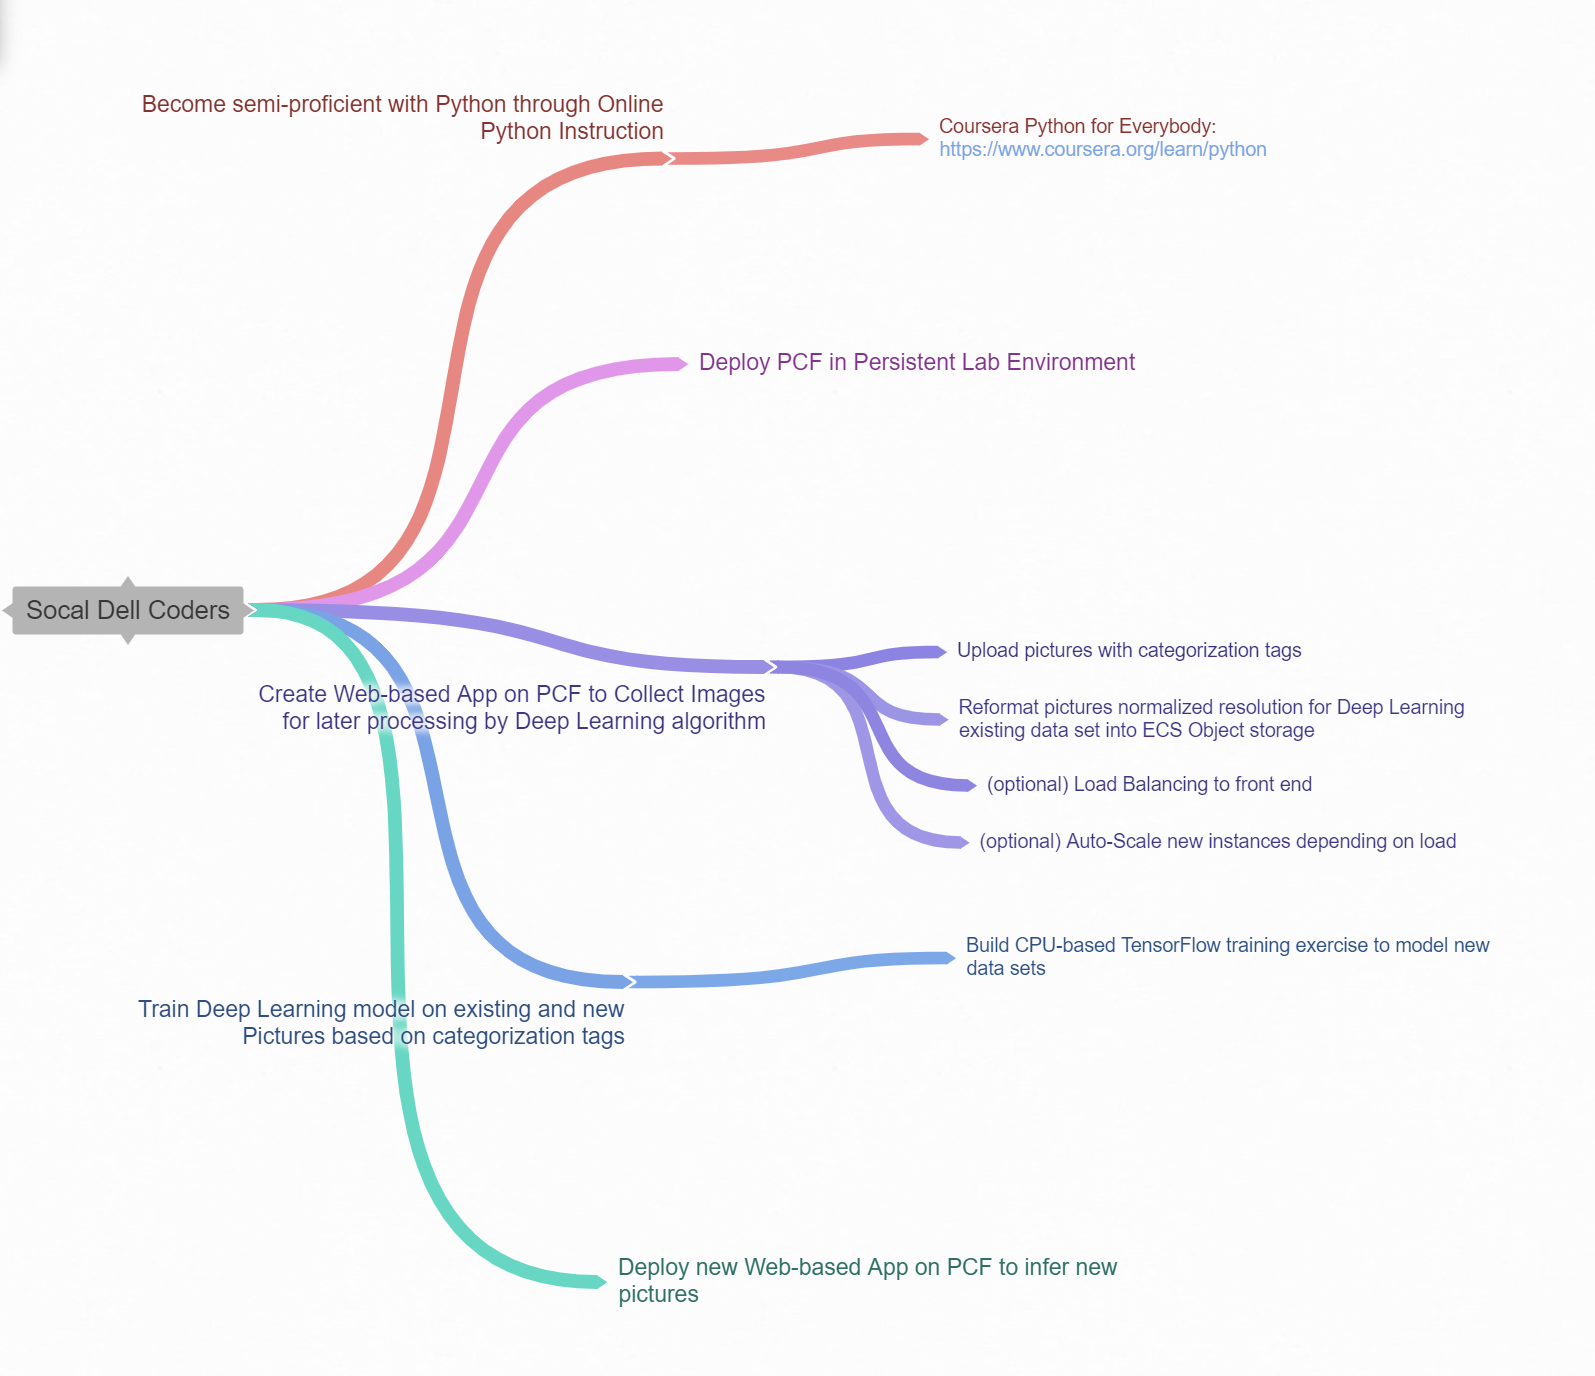 Become semi-proficient with Python through Online
Python Instruction
Coursera Python for Everybody:
https://www.coursera.org/learn/python
Deploy PCF in Persistent Lab Environment
Socal Dell Coders
Create Web-based App on PCF to Collect Images
for later processing by Deep Learning algorithm
Upload pictures with categorization tags
Reformat pictures normalized resolution for Deep Learning
existing data set into ECS Object storage
(optional) Load Balancing to front end
(optional) Auto-Scale new instances depending on load
Train Deep Learning model on existing and new
Pictures based on categorization tags
Build CPU-based TensorFlow training exercise to model new
data sets
Deploy new Web-based App on PCF to infer new
pictures